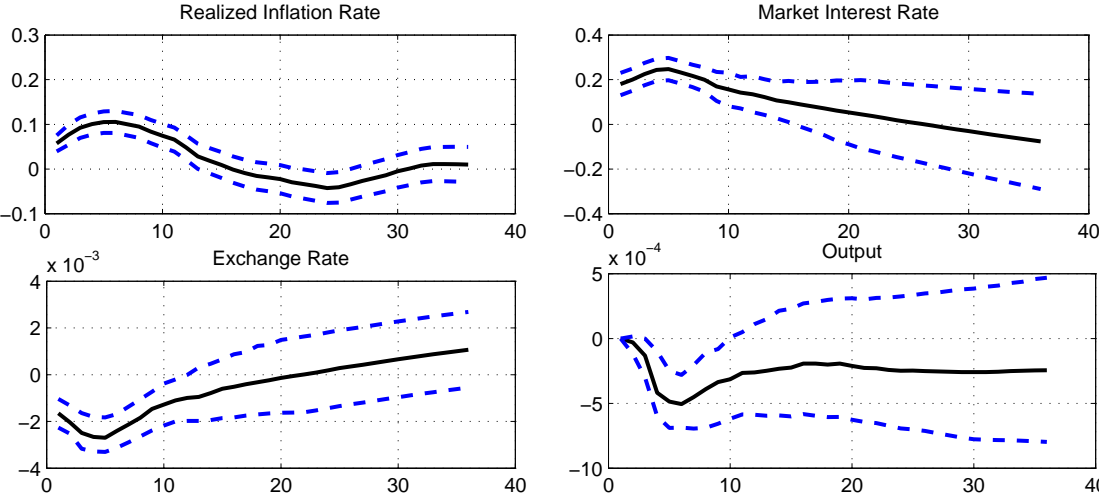 Realized Inflation Rate
0.3
0.2
0.1
0
−0.1
0 10 20 30 40
Market Interest Rate
0.4
0.2
0
−0.2
−0.4
0 10 20 30 40
x 10−3 Exchange Rate
4
2
0
−2
−4
0 10 20 30 40
x 10−4 Output
5
0
−5
−10
0 10 20 30 40